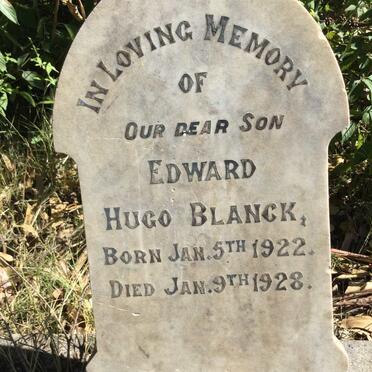 IN LOVING MEMORY
OF
OUR DEAR SON
EDWARD
HUGO BLANCK,
BORN JAN. 5TH 1922.
DIED JAN. 9TH 1928.